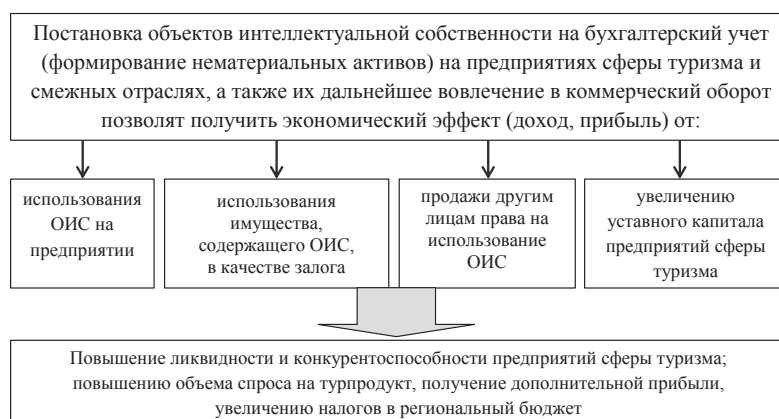 Постановка объектов интеллектуальной собственности на бухгалтерский учет
(формирование нематериальных активов) на предприятиях сферы туризма и
смежных отраслях, а также их дальнейшее вовлечение в коммерческий оборот
позволят получить экономический эффект (доход, прибыль) от:
использования
ОИС на
предприятии
использования
имущества,
содержащего ОИС,
в качестве залога
продажи другим
лицам права на
использование
ОИС
увеличению
уставного капитала
предприятий сферы
туризма
Повышение ликвидности и конкурентоспособности предприятий сферы туризма;
повышению объема спроса на турпродукт, получение дополнительной прибыли,
увеличению налогов в региональный бюджет